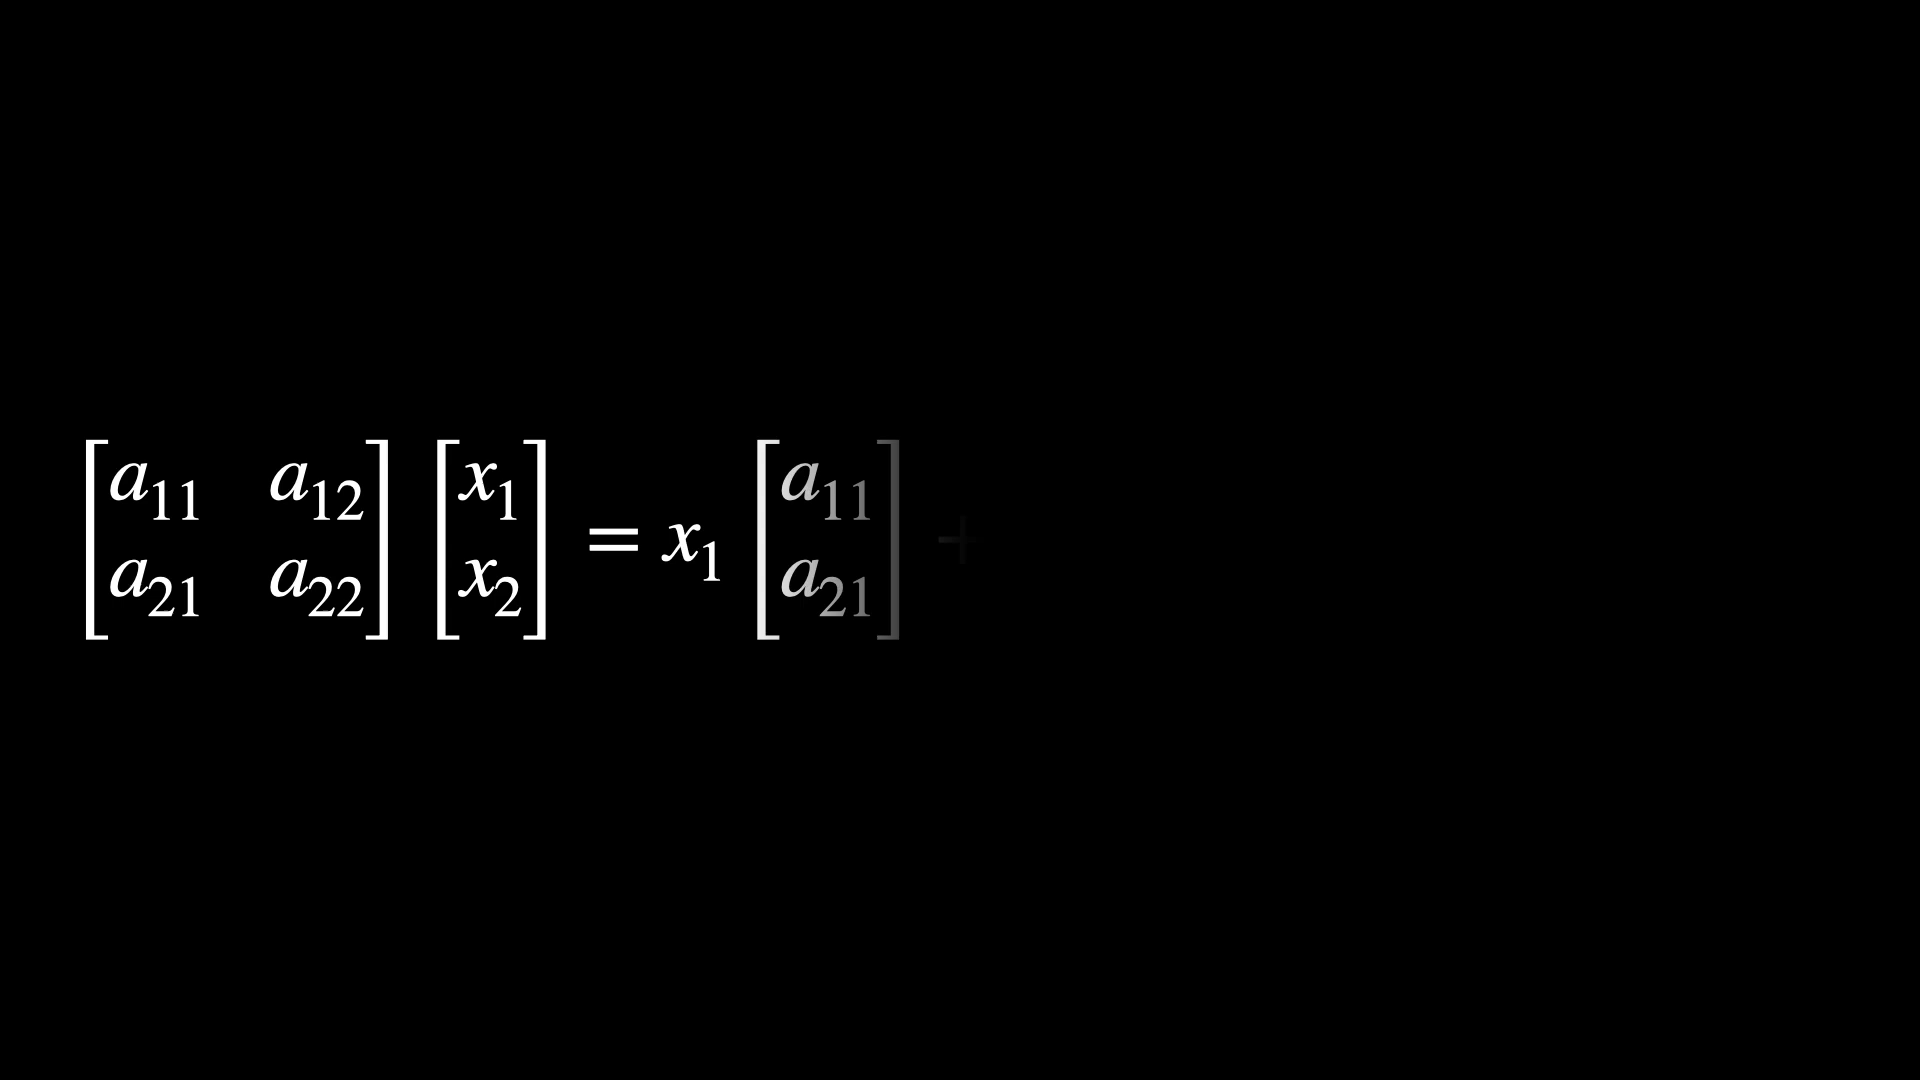 [a11 a12; a21 a22] [x1; x2] = x1 [a11; a21] +